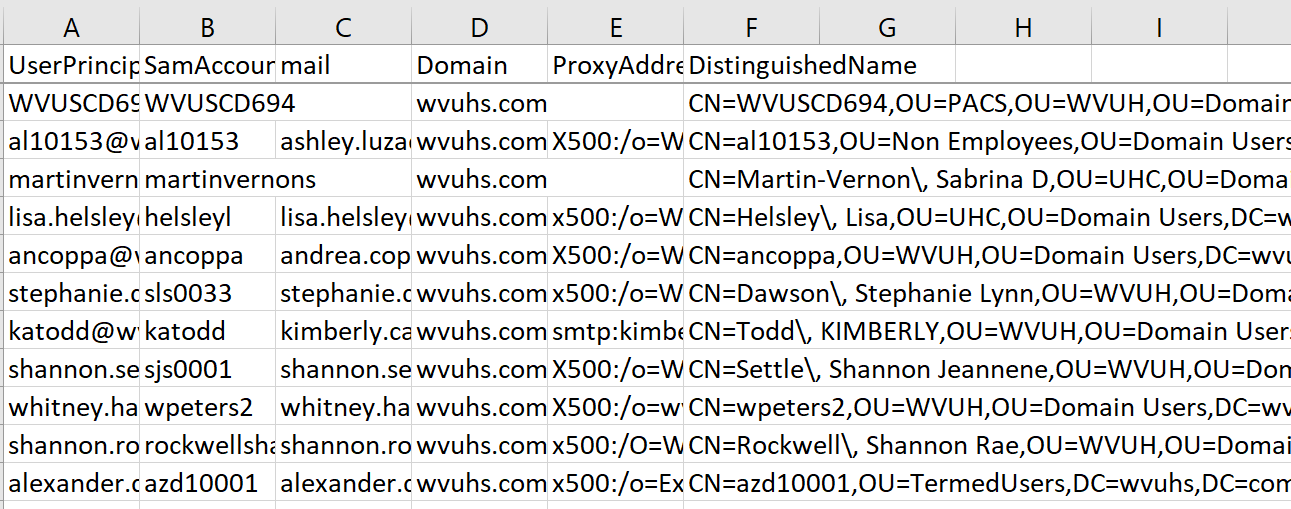 A B C D E F G H I
UserPrincip SamAccour mail Domain ProxyAddre DistinguishedName
WVUSCD69 WVUSCD694 wvuhs.com CN=WVUSCD694,OU=PACS,OU=WVUH,OU=Domain
al10153@v al10153 ashley.luza wvuhs.com X500:/o=W CN=al10153,OU=Non Employees,OU=Domain Users
martinvern martinvernons wvuhs.com CN=Martin-Vernon\, Sabrina D,OU=UHC,OU=Domai
lisa.helsley helsleyl lisa.helsley wvuhs.com x500:/o=W CN=Helsley\, Lisa,OU=UHC,OU=Domain Users,DC=w
ancoppa@v ancoppa andrea.cop wvuhs.com X500:/o=W CN=ancoppa,OU=WVUH,OU=Domain Users,DC=wvu
stephanie.d sls0033 stephanie.d wvuhs.com x500:/o=W CN=Dawson\, Stephanie Lynn,OU=WVUH,OU=Doma
katodd@w katodd kimberly.ca wvuhs.com smtp:kimbe CN=Todd\, KIMBERLY,OU=WVUH,OU=Domain Users
shannon.se sjs0001 shannon.se wvuhs.com X500:/o=W CN=Settle\, Shannon Jeannene,OU=WVUH,OU=Dom
whitney.ha wpeters2 whitney.ha wvuhs.com X500:/o=w CN=wpeters2,OU=WVUH,OU=Domain Users,DC=wv
shannon.ro rockwellsha shannon.ro wvuhs.com x500:/O=W CN=Rockwell\, Shannon Rae,OU=WVUH,OU=Domai
alexander.d azd10001 alexander.d wvuhs.com x500:/o=Ex CN=azd10001,OU=TermedUsers,DC=wvuhs,DC=com